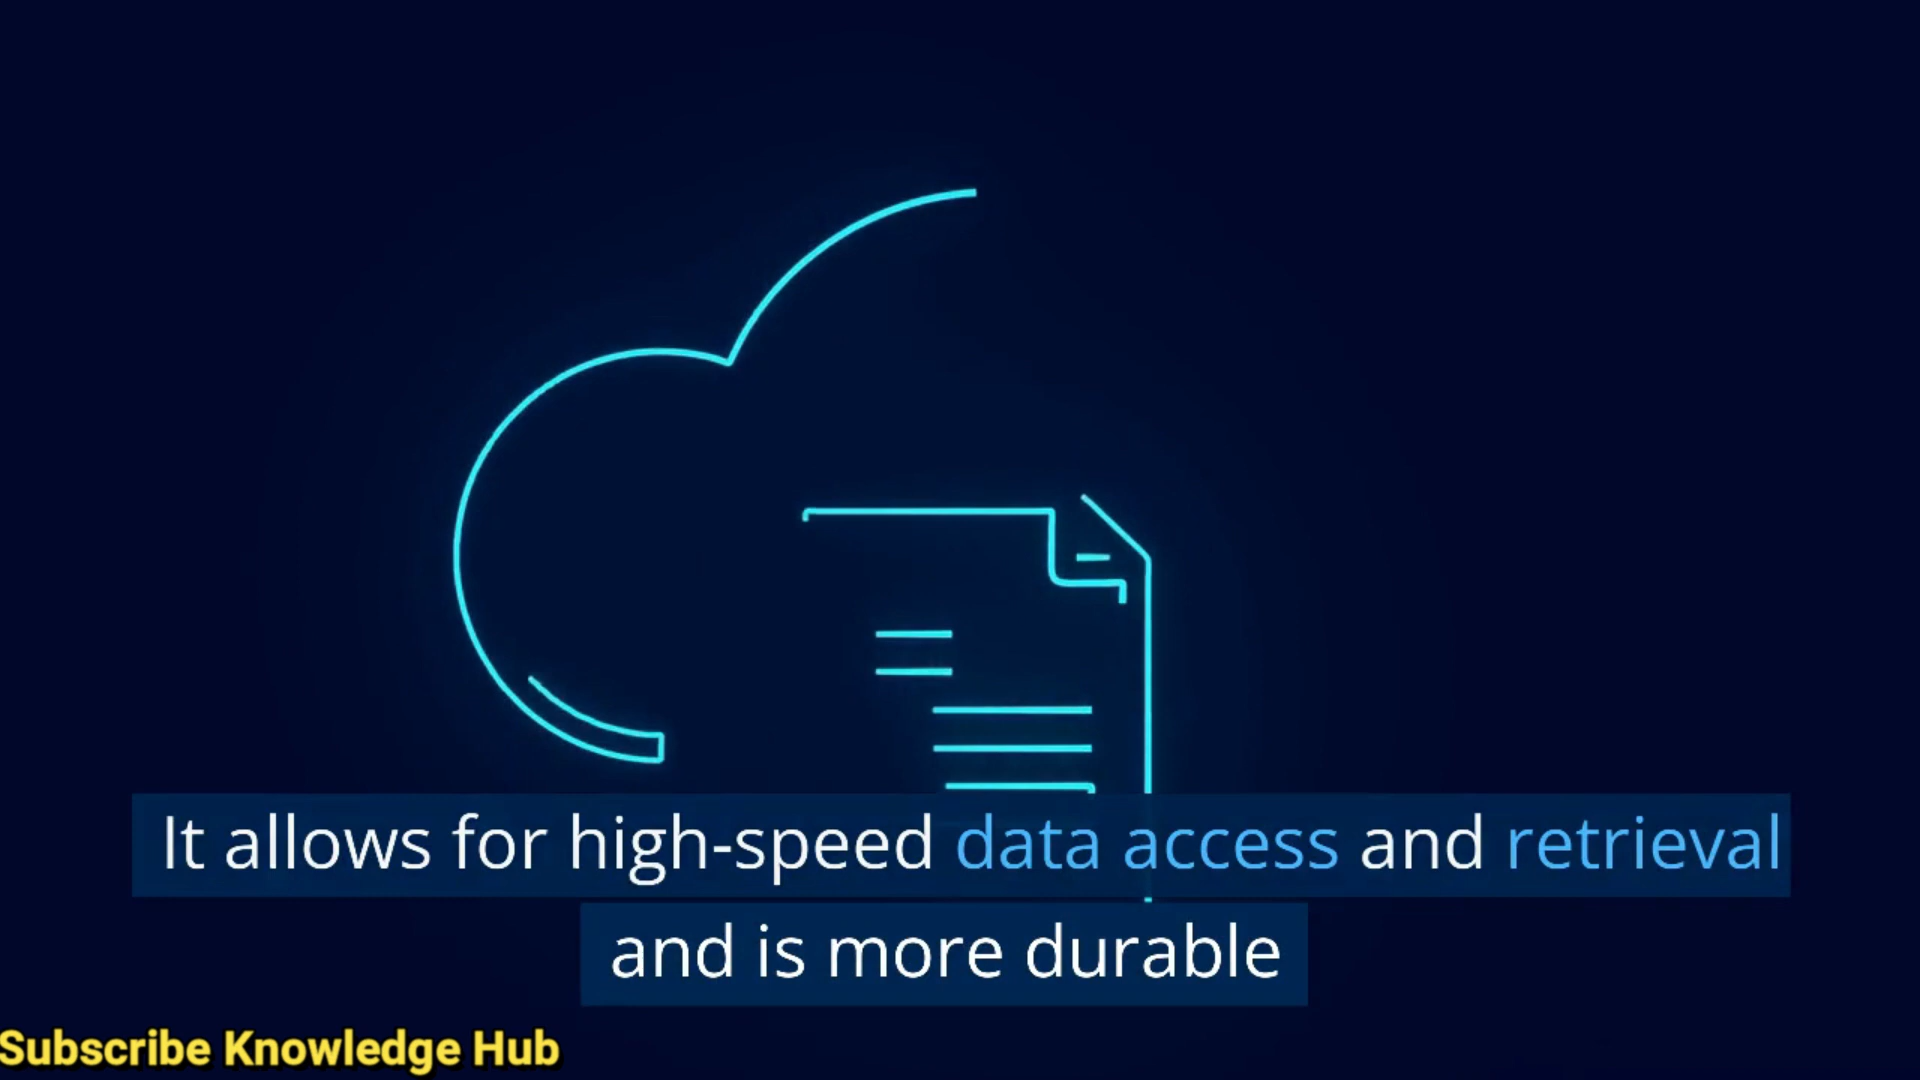 It allows for high-speed data access and retrieval
and is more durable
Subscribe Knowledge Hub